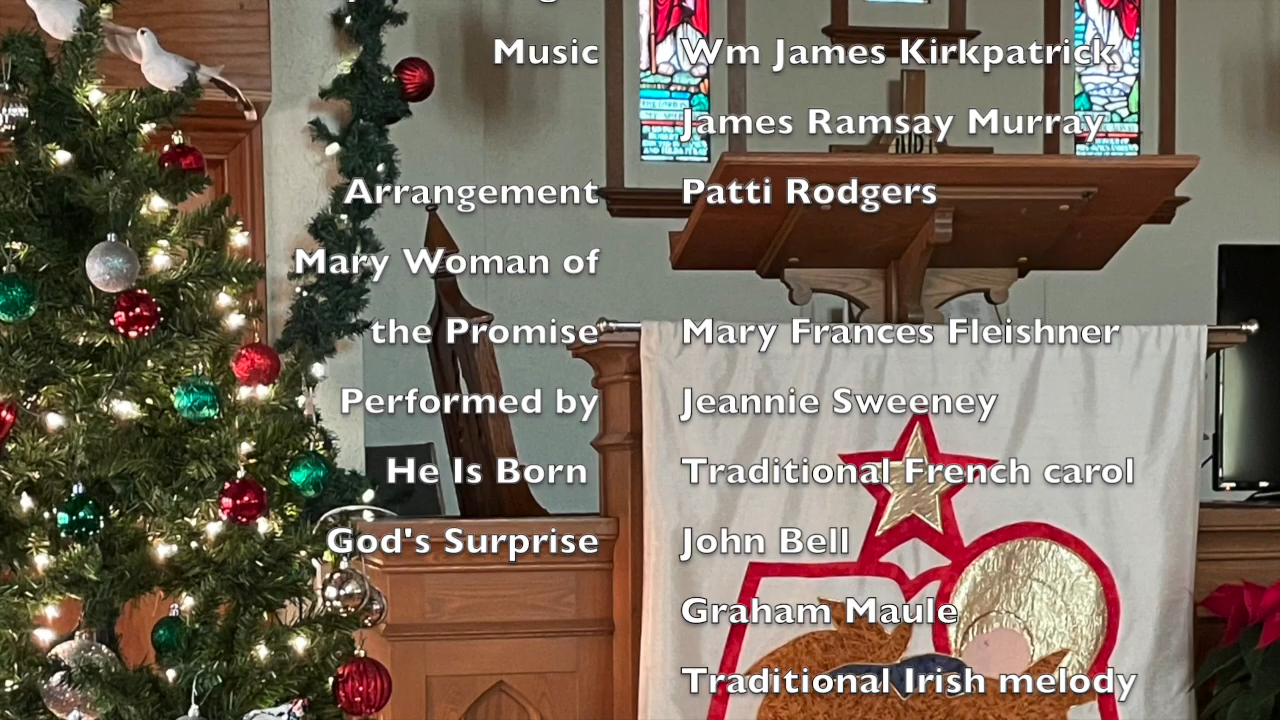 Music Wm James Kirkpatrick
James Ramsay Murray
Arrangement Patti Rodgers
Mary Woman of
the Promise Mary Frances Fleishner
Performed by Jeannie Sweeney
He Is Born Traditional French carol
God's Surprise John Bell
Graham Maule
Traditional Irish melody